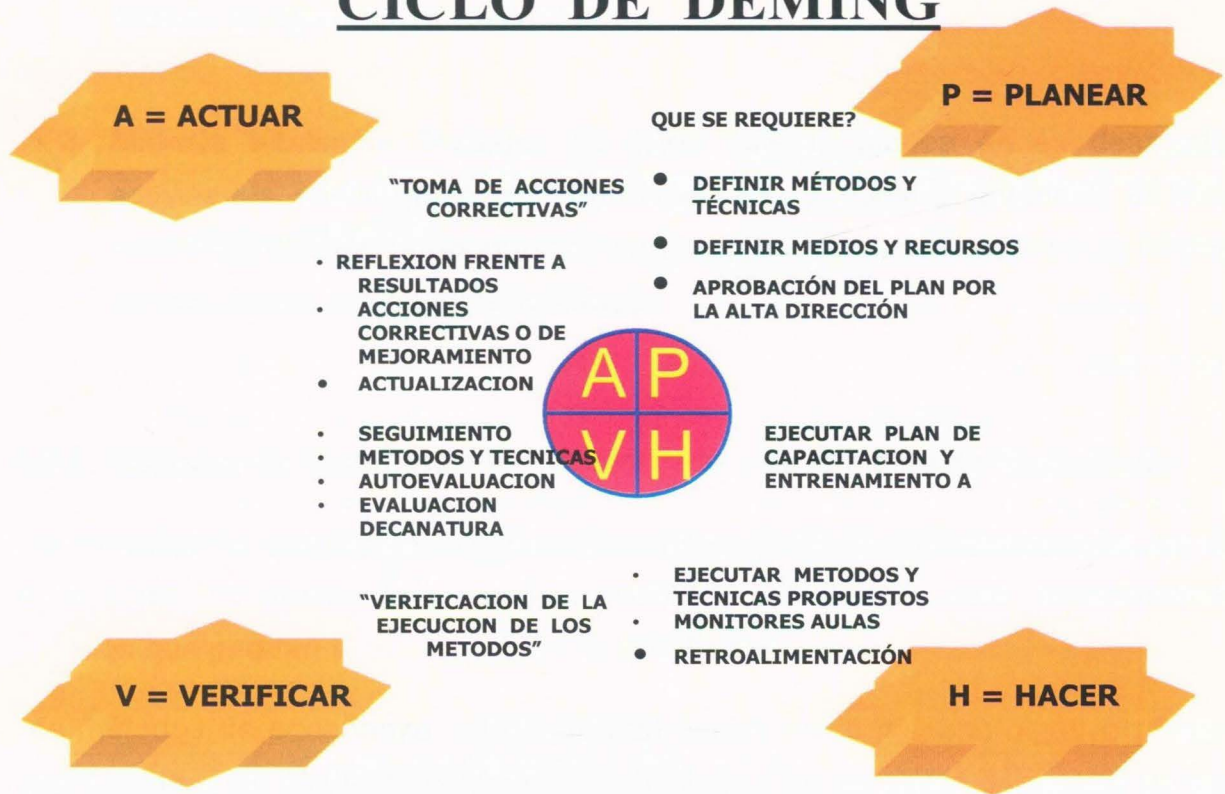 CICLO DE DEMING
A = ACTUAR
P = PLANEAR
QUE SE REQUIERE?
"TOMA DE ACCIONES
CORRECTIVAS"
• DEFINIR MÉTODOS Y
TÉCNICAS
• DEFINIR MEDIOS Y RECURSOS
• APROBACIÓN DEL PLAN POR
LA ALTA DIRECCIÓN
• REFLEXION FRENTE A
RESULTADOS
• ACCIONES
CORRECTIVAS O DE
MEJORAMIENTO
• ACTUALIZACION
A P
V H
• SEGUIMIENTO
• METODOS Y TECNICAS
• AUTOEVALUACION
• EVALUACION
DECANATURA
EJECUTAR PLAN DE
CAPACITACION Y
ENTRENAMIENTO A
"VERIFICACION DE LA
EJECUCION DE LOS
METODOS"
• EJECUTAR METODOS Y
TECNICAS PROPUESTOS
• MONITORES AULAS
• RETROALIMENTACIÓN
V = VERIFICAR
H = HACER